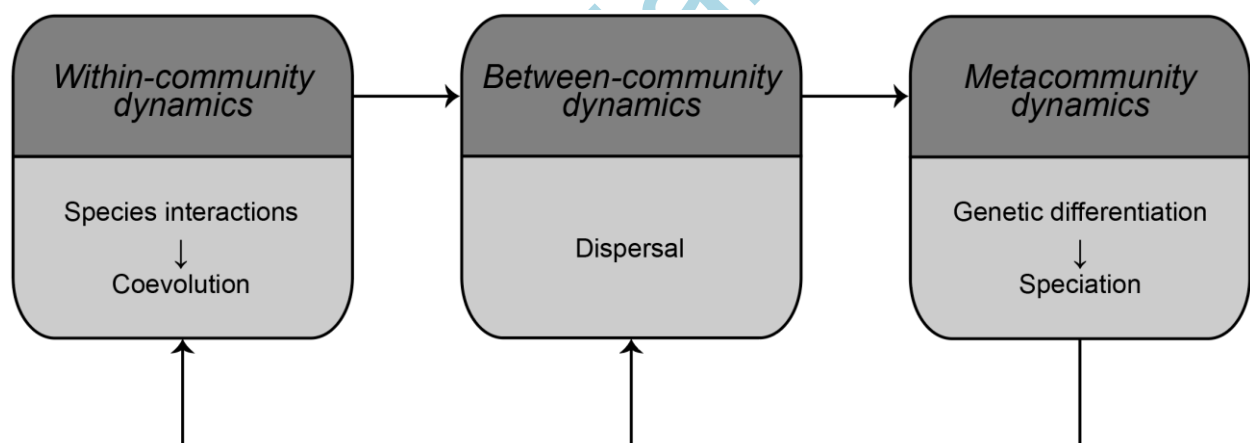 Within-community
dynamics
Between-community
dynamics
Metacommunity
dynamics
Species interactions
↓
Coevolution
Dispersal
Genetic differentiation
↓
Speciation